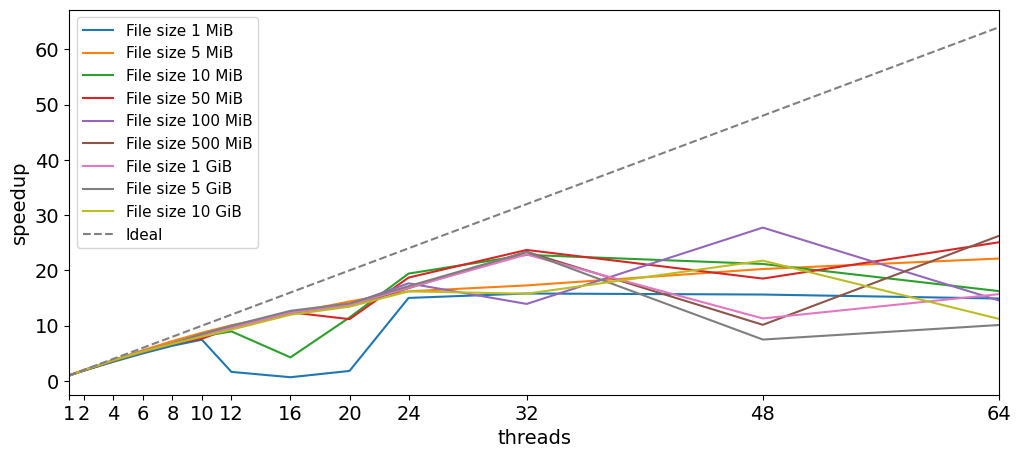 File size 1 MiB
File size 5 MiB
File size 10 MiB
File size 50 MiB
File size 100 MiB
File size 500 MiB
File size 1 GiB
File size 5 GiB
File size 10 GiB
Ideal
speedup
60
50
40
30
20
10
0
1 2 4 6 8 10 12 16 20 24 32 48 64
threads